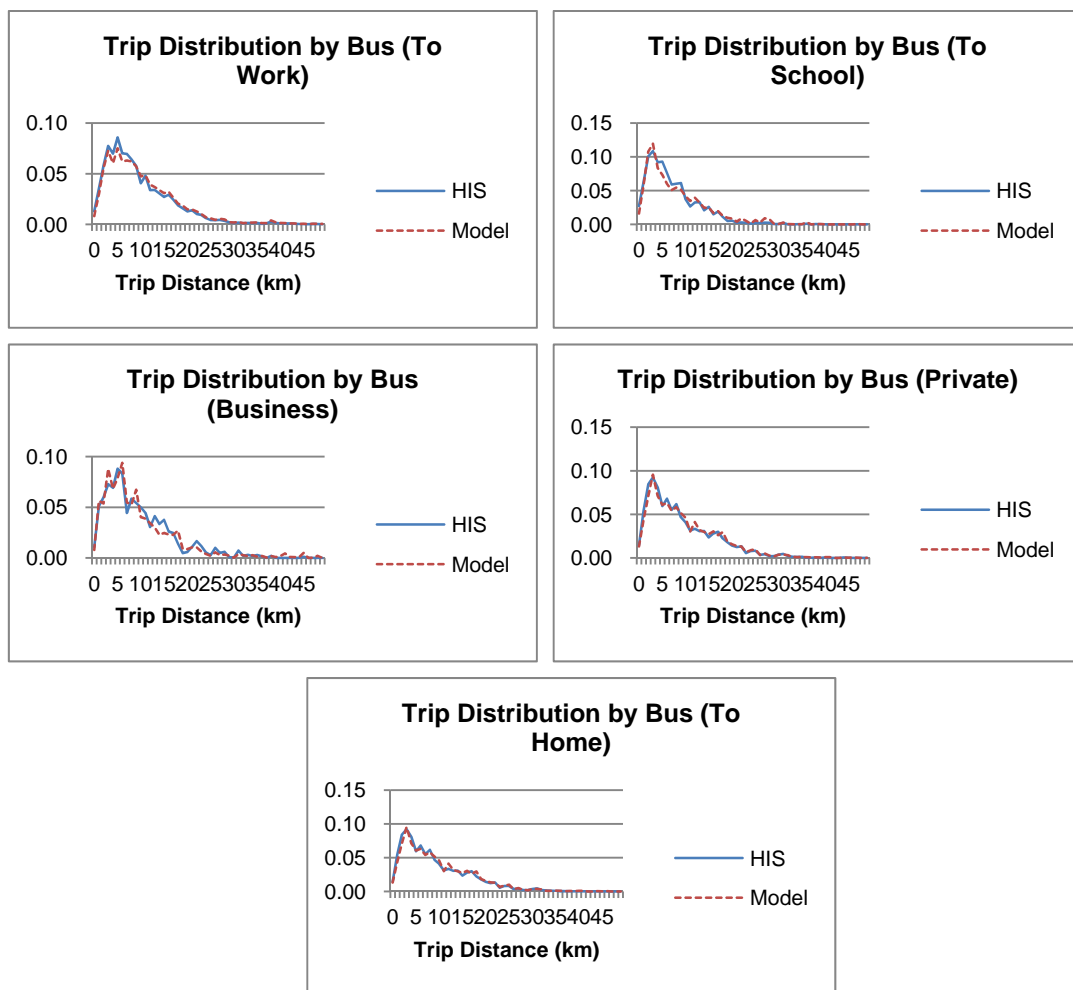 Trip Distribution by Bus (To
Work)
0.10
0.05
0.00
0 5 1015202530354045
Trip Distance (km)
HIS
Model
Trip Distribution by Bus (To
School)
0.15
0.10
0.05
0.00
0 5 1015202530354045
Trip Distance (km)
HIS
Model
Trip Distribution by Bus
(Business)
0.10
0.05
0.00
0 5 1015202530354045
Trip Distance (km)
HIS
Model
Trip Distribution by Bus (Private)
0.15
0.10
0.05
0.00
0 5 1015202530354045
Trip Distance (km)
HIS
Model
Trip Distribution by Bus (To
Home)
0.15
0.10
0.05
0.00
0 5 1015202530354045
Trip Distance (km)
HIS
Model